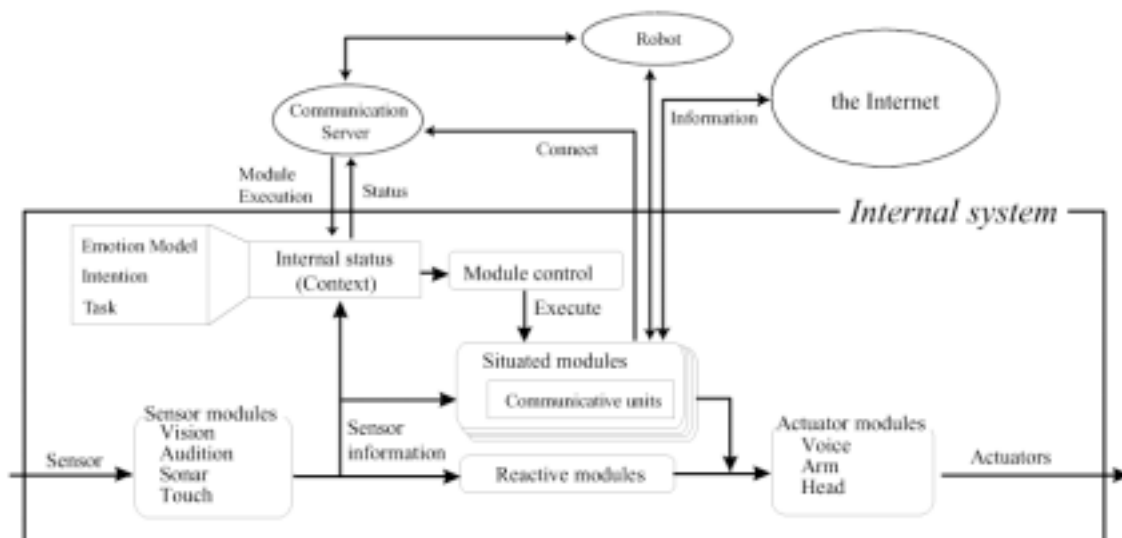 Robot
the Internet
Communication
Server
Information
Connect
Module
Execution
Status
Internal system
Emotion Model
Intention
Task
Internal status
(Context)
Module control
Execute
Situated modules
Communicative units
Sensor modules
Vision
Audition
Sonar
Touch
Sensor
Sensor
information
Reactive modules
Actuator modules
Voice
Arm
Head
Actuators